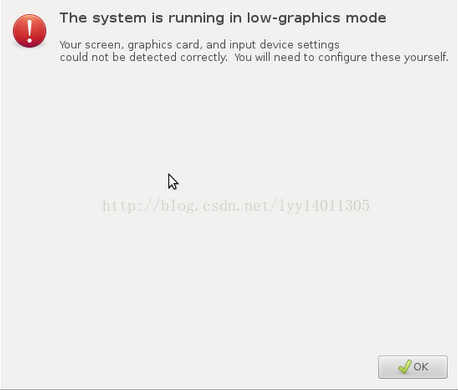 The system is running in low-graphics mode
Your screen, graphics card, and input device settings
could not be detected correctly.  You will need to configure these yourself.
http://blog.csdn.net/lyy14011305
OK